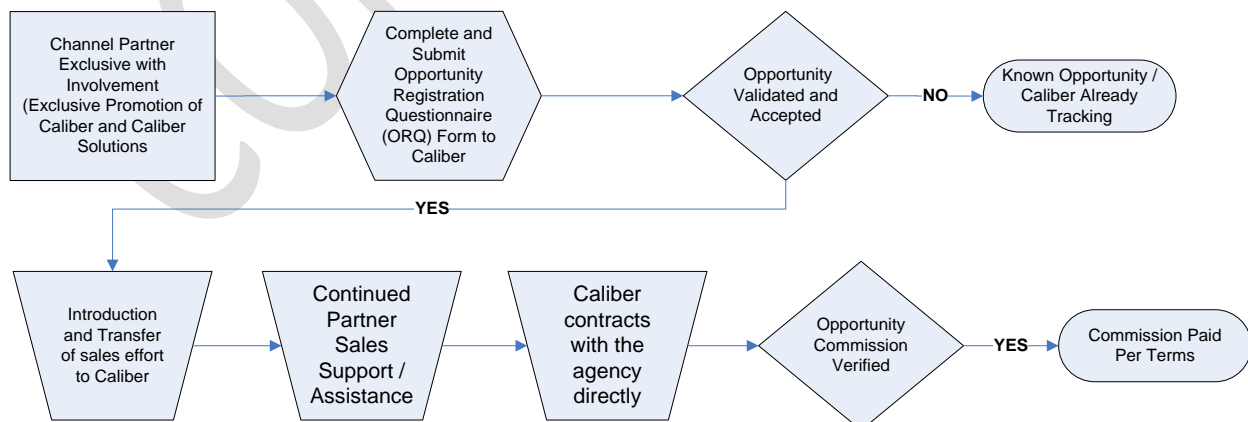 Channel Partner
Exclusive with
Involvement
(Exclusive Promotion of
Caliber and Caliber
Solutions
Complete and
Submit
Opportunity
Registration
Questionnaire
(ORQ) Form to
Caliber
Opportunity
Validated and
Accepted
NO
Known Opportunity /
Caliber Already
Tracking
YES
Introduction
and Transfer
of sales effort
to Caliber
Continued
Partner
Sales
Support /
Assistance
Caliber
contracts
with the
agency
directly
Opportunity
Commission
Verified
YES
Commission Paid
Per Terms